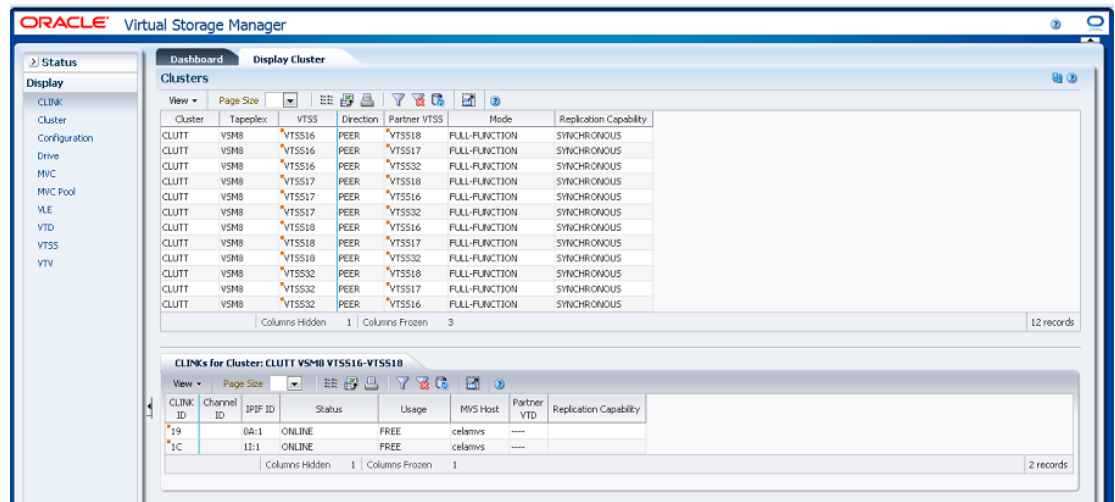 ORACLE® Virtual Storage Manager
Status
Display
CLINK
Cluster
Configuration
Drive
MVC
MVC Pool
VLE
VTD
VTSS
VTV
Dashboard Display Cluster
Clusters
View Page Size
Cluster Tapeplex VTSS Direction Partner VTSS Mode Replication Capability
CLUTT VSM8 VTSS16 PEER VTSS18 FULL-FUNCTION SYNCHRONOUS
CLUTT VSM8 VTSS16 PEER VTSS17 FULL-FUNCTION SYNCHRONOUS
CLUTT VSM8 VTSS16 PEER VTSS32 FULL-FUNCTION SYNCHRONOUS
CLUTT VSM8 VTSS17 PEER VTSS18 FULL-FUNCTION SYNCHRONOUS
CLUTT VSM8 VTSS17 PEER VTSS16 FULL-FUNCTION SYNCHRONOUS
CLUTT VSM8 VTSS17 PEER VTSS32 FULL-FUNCTION SYNCHRONOUS
CLUTT VSM8 VTSS18 PEER VTSS16 FULL-FUNCTION SYNCHRONOUS
CLUTT VSM8 VTSS18 PEER VTSS17 FULL-FUNCTION SYNCHRONOUS
CLUTT VSM8 VTSS18 PEER VTSS32 FULL-FUNCTION SYNCHRONOUS
CLUTT VSM8 VTSS32 PEER VTSS18 FULL-FUNCTION SYNCHRONOUS
CLUTT VSM8 VTSS32 PEER VTSS17 FULL-FUNCTION SYNCHRONOUS
CLUTT VSM8 VTSS32 PEER VTSS16 FULL-FUNCTION SYNCHRONOUS
Columns Hidden 1 Columns Frozen 3 12 records
CLINKs for Cluster: CLUTT VSM8 VTSS16-VTSS18
View Page Size
CLINK ID Channel ID IPIF ID Status Usage MVS Host Partner VTD Replication Capability
19 0A:1 ONLINE FREE celamvs ----
1C 1I:1 ONLINE FREE celamvs ----
Columns Hidden 1 Columns Frozen 1 2 records